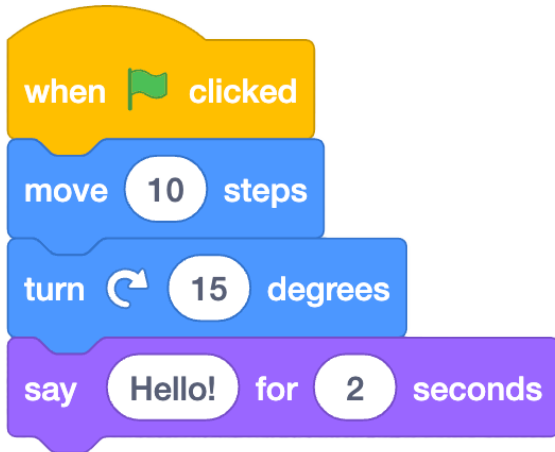 when clicked
move 10 steps
turn 15 degrees
say Hello! for 2 seconds